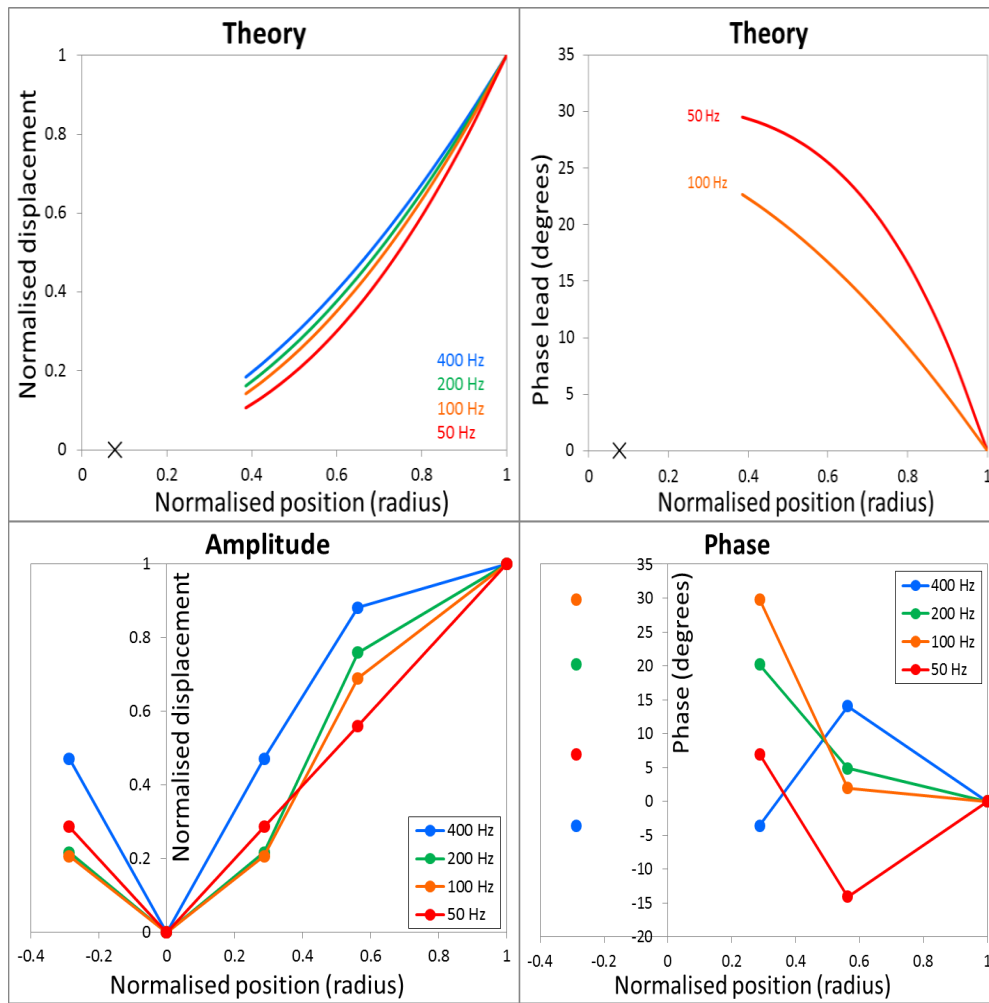 Theory
Normalised displacement
1
0.8
0.6
0.4
0.2
0
400 Hz
200 Hz
100 Hz
50 Hz
0
0.2
0.4
0.6
0.8
1
Normalised position (radius)
Theory
Phase lead (degrees)
35
30
25
20
15
10
5
0
50 Hz
100 Hz
0
0.2
0.4
0.6
0.8
1
Normalised position (radius)
Amplitude
Normalised displacement
1
0.8
0.6
0.4
0.2
0
400 Hz
200 Hz
100 Hz
50 Hz
-0.4
-0.2
0
0.2
0.4
0.6
0.8
1
Normalised position (radius)
Phase
Phase (degrees)
35
30
25
20
15
10
5
0
-5
-10
-15
-20
400 Hz
200 Hz
100 Hz
50 Hz
-0.4
-0.2
0
0.2
0.4
0.6
0.8
1
Normalised position (radius)